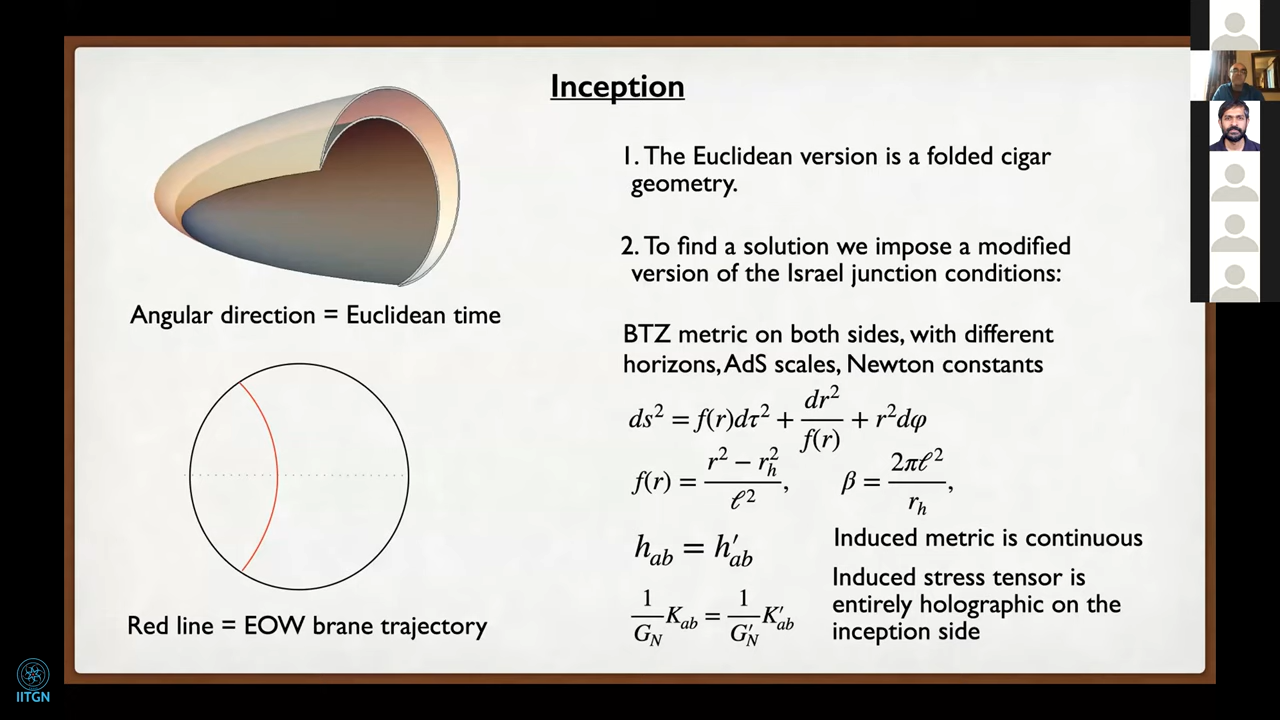 Inception
1. The Euclidean version is a folded cigar
geometry.
2. To find a solution we impose a modified
version of the Israel junction conditions:
Angular direction = Euclidean time
BTZ metric on both sides, with different
horizons, AdS scales, Newton constants
ds² = f(r)dτ² + dr²/f(r) + r²dφ
f(r) = (r² − r_h²)/ℓ², β = 2πℓ²/r_h,
h_ab = h′_ab Induced metric is continuous
1/G_N K_ab = 1/G′_N K′_ab
Induced stress tensor is
entirely holographic on the
inception side
Red line = EOW brane trajectory
IITGN